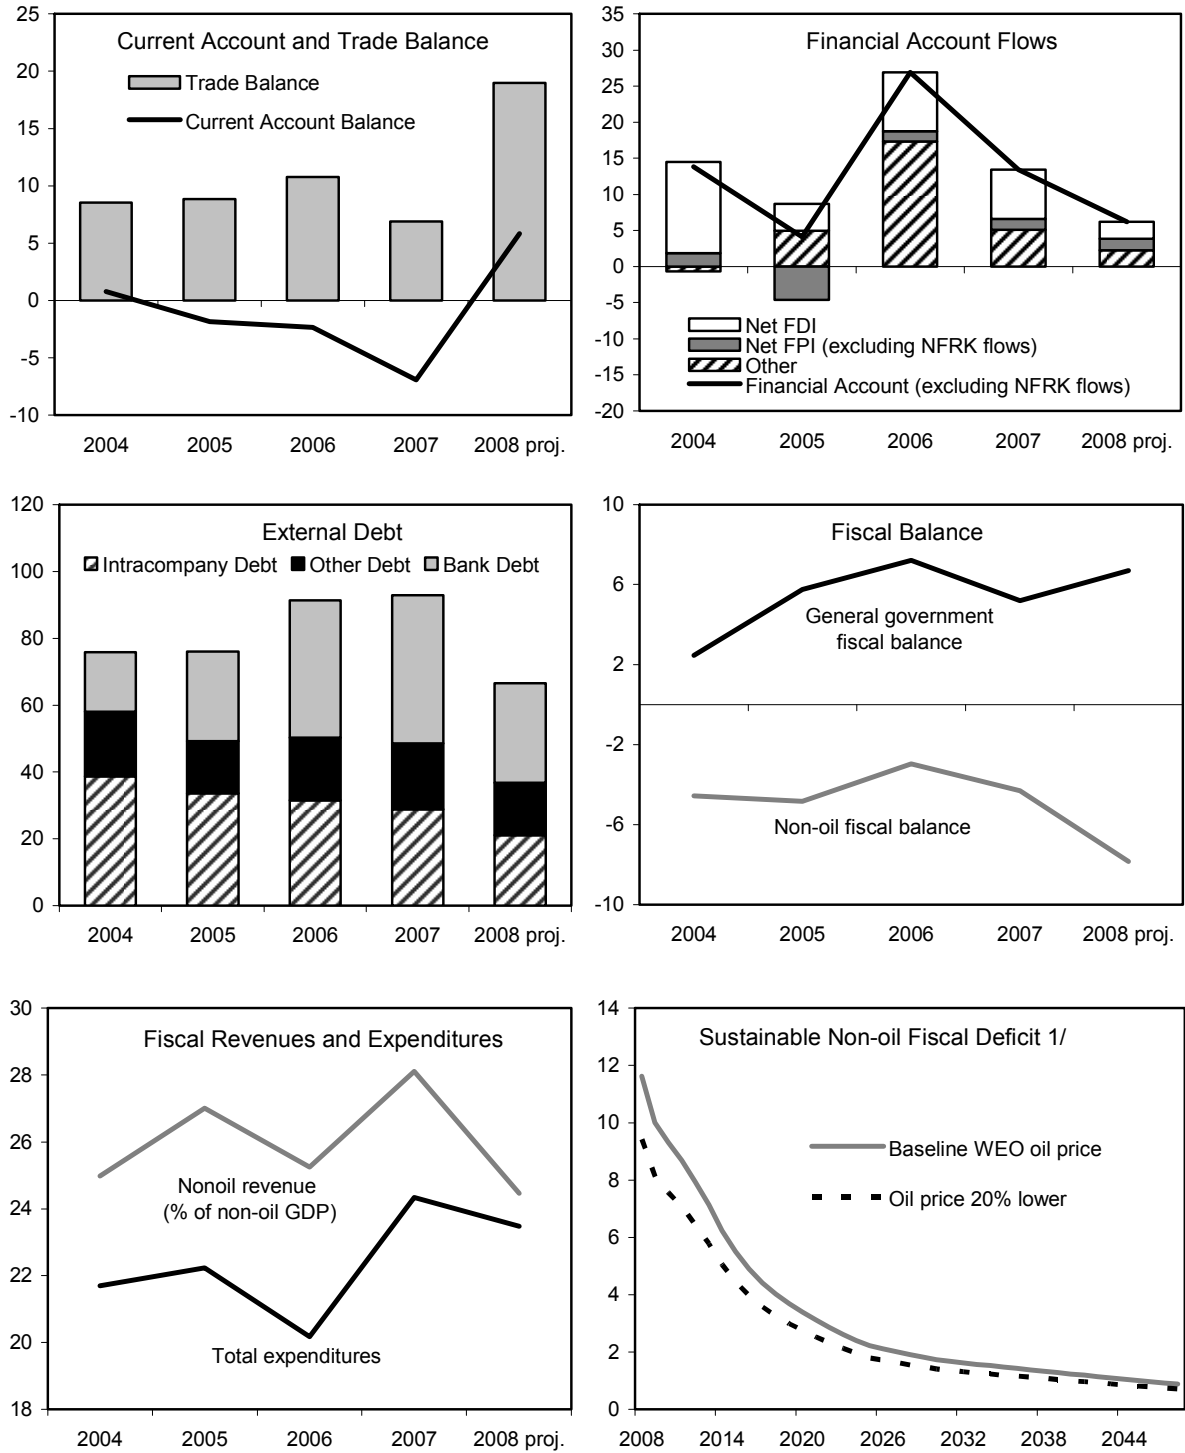 Current Account and Trade Balance
Trade Balance
Current Account Balance
25
20
15
10
5
0
-5
-10
2004 2005 2006 2007 2008 proj.
Financial Account Flows
35
30
25
20
15
10
5
0
-5
-10
-15
-20
Net FDI
Net FPI (excluding NFRK flows)
Other
Financial Account (excluding NFRK flows)
2004 2005 2006 2007 2008 proj.
External Debt
Intracompany Debt Other Debt Bank Debt
120
100
80
60
40
20
0
2004 2005 2006 2007 2008 proj.
Fiscal Balance
10
6
2
-2
-6
-10
General government
fiscal balance
Non-oil fiscal balance
2004 2005 2006 2007 2008 proj.
Fiscal Revenues and Expenditures
30
28
26
24
22
20
18
Nonoil revenue
(% of non-oil GDP)
Total expenditures
2004 2005 2006 2007 2008 proj.
Sustainable Non-oil Fiscal Deficit 1/
14
12
10
8
6
4
2
0
Baseline WEO oil price
Oil price 20% lower
2008 2014 2020 2026 2032 2038 2044